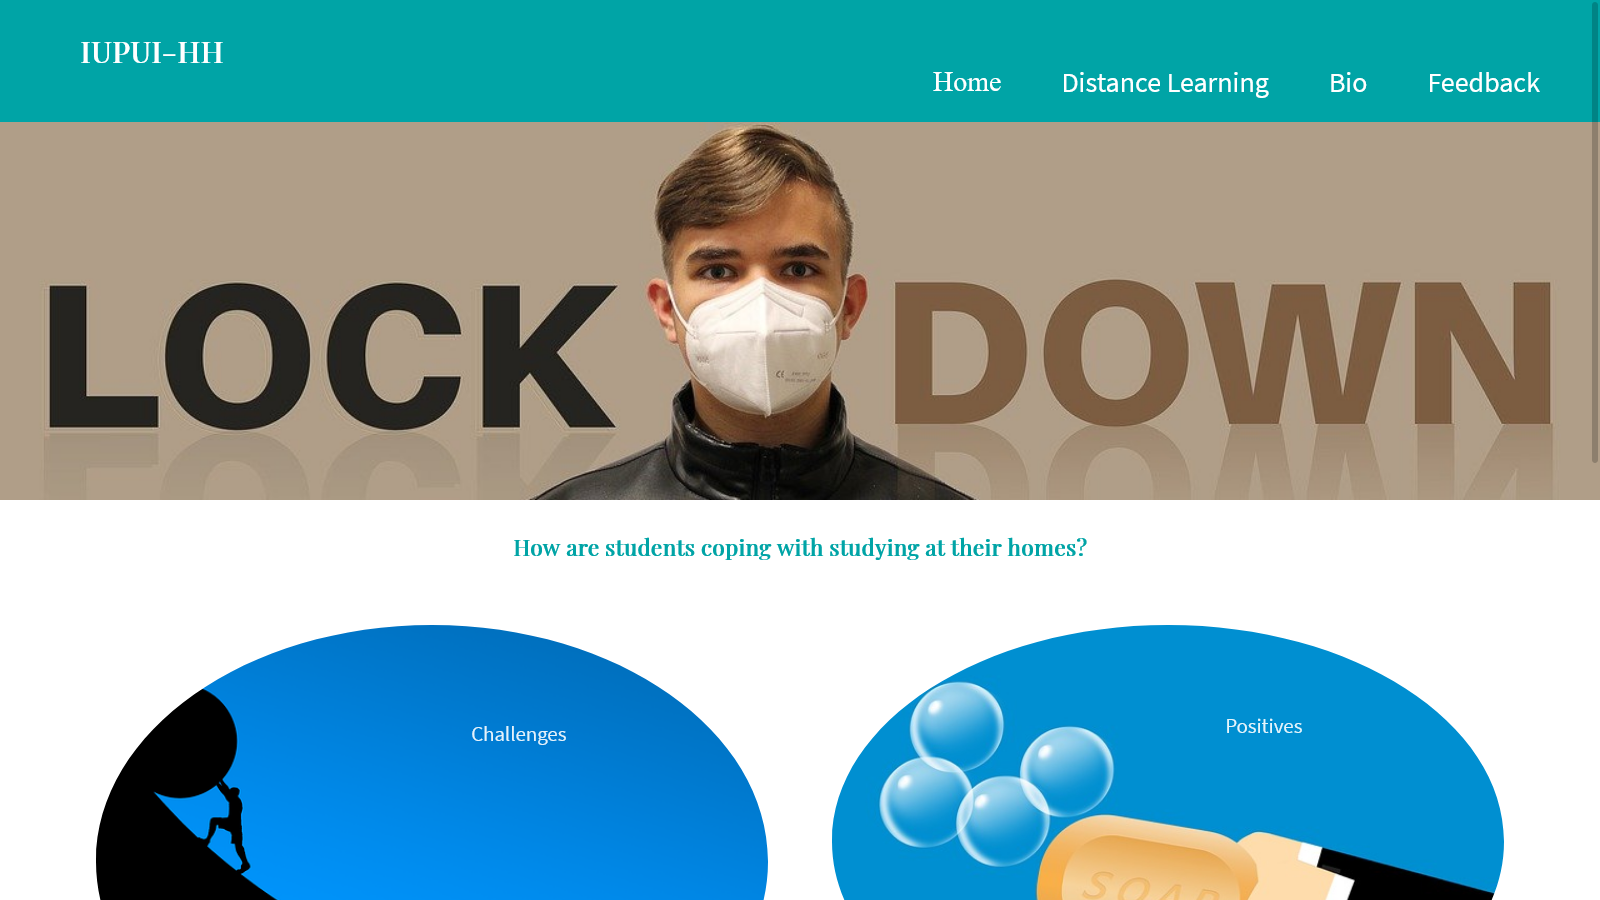 IUPUI-HH
Home
Distance Learning
Bio
Feedback
LOCK DOWN
How are students coping with studying at their homes?
Challenges
Positives
SOAP